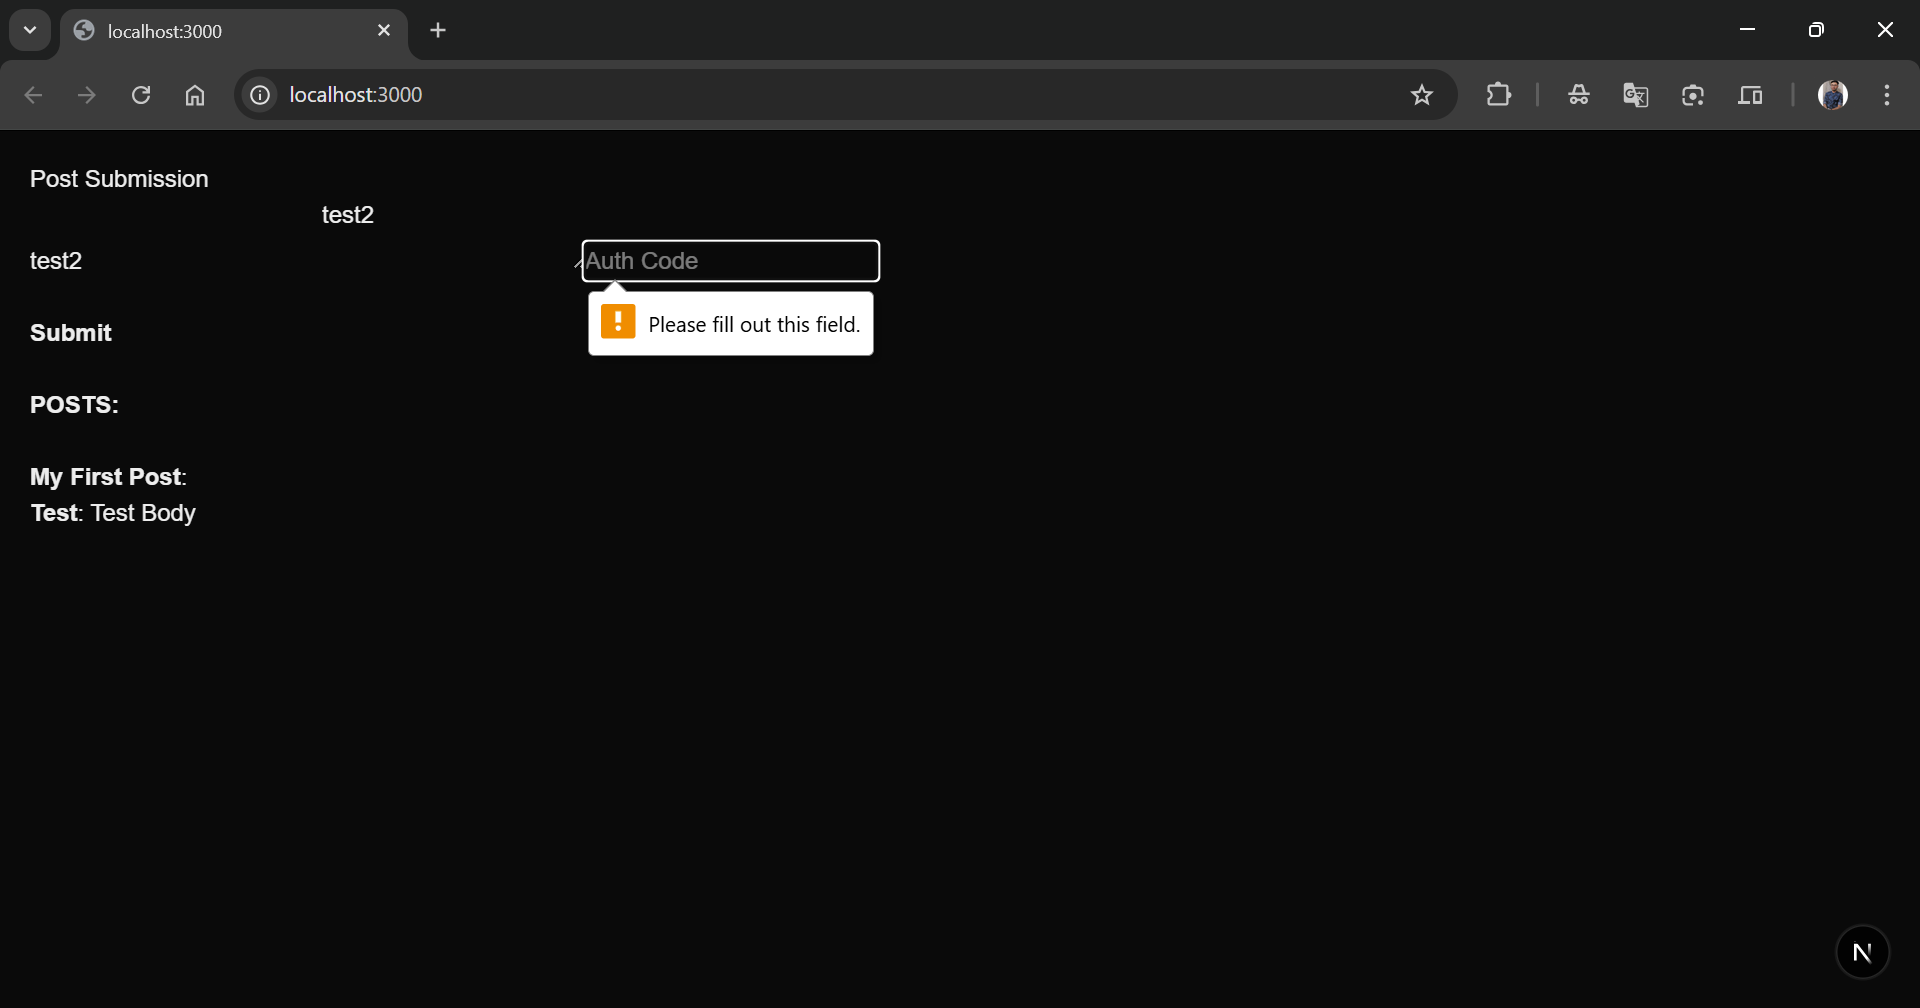 localhost:3000
localhost:3000
Post Submission
test2
test2
Auth Code
Please fill out this field.
Submit
POSTS:
My First Post:
Test: Test Body
N